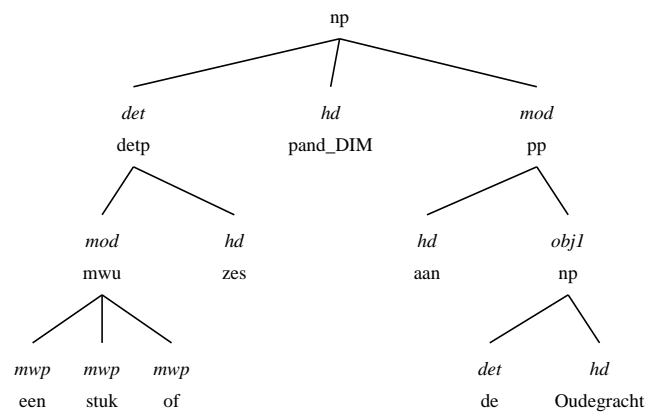 np
det hd mod
detp pand_DIM pp
mod hd hd obj1
mwu zes aan np
mwp mwp mwp det hd
een stuk of de Oudegracht